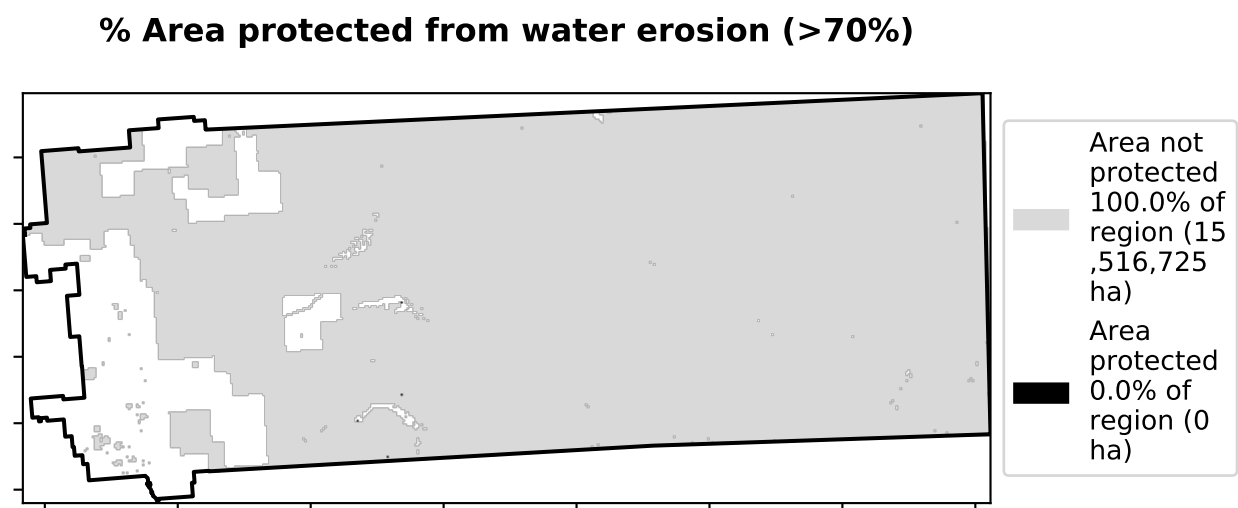 % Area protected from water erosion (>70%)
Area not
protected
100.0% of
region (15
,516,725
ha)
Area
protected
0.0% of
region (0
ha)